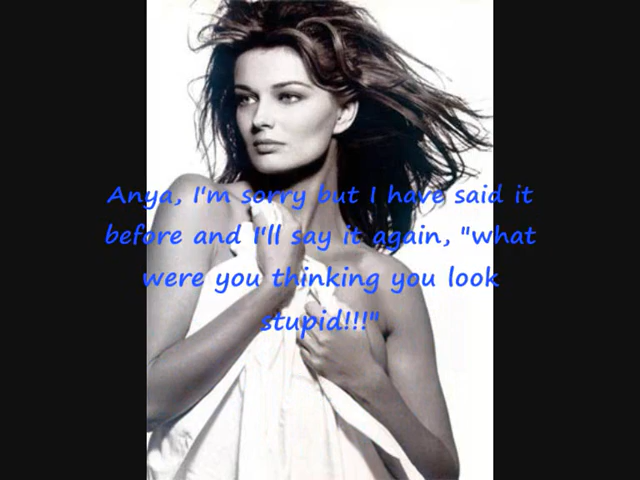 Anya, I'm sorry but I have said it
before and I'll say it again, "what
were you thinking you look
stupid!!!"